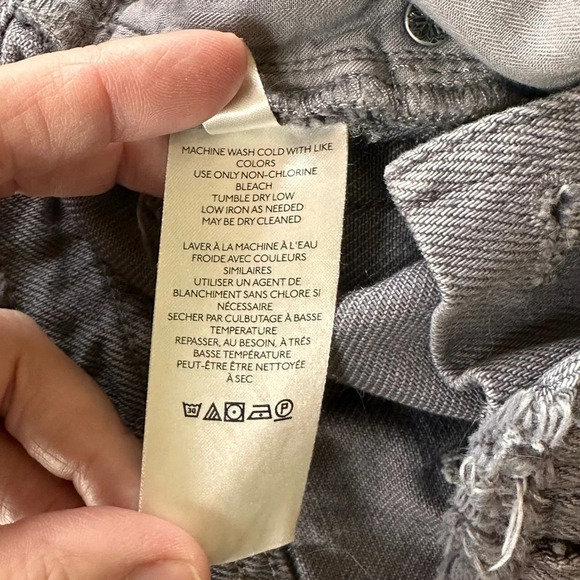 MACHINE WASH COLD WITH LIKE
COLORS
USE ONLY NON-CHLORINE
BLEACH
TUMBLE DRY LOW
LOW IRON AS NEEDED
MAY BE DRY CLEANED
LAVER À LA MACHINE À L'EAU
FROIDE AVEC COULEURS
SIMILAIRES
UTILISER UN AGENT DE
BLANCHIMENT SANS CHLORE SI
NÉCESSAIRE
SECHER PAR CULBUTAGE À BASSE
TEMPERATURE
REPASSER, AU BESOIN, À TRÉS
BASSE TEMPÉRATURE
PEUT-ÊTRE ÊTRE NETTOYÉE
À SEC
30 P